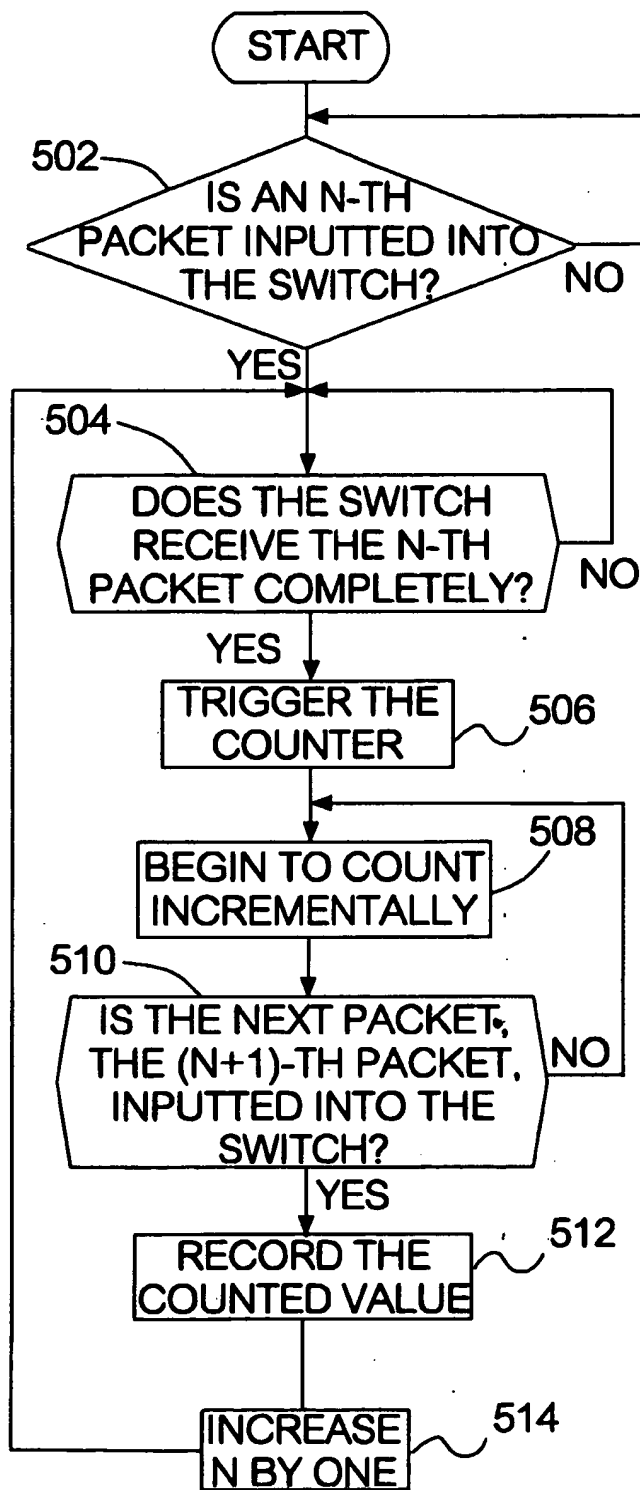 START
502
IS AN N-TH
PACKET INPUTTED INTO
THE SWITCH?
NO
YES
504
DOES THE SWITCH
RECEIVE THE N-TH
PACKET COMPLETELY?
NO
YES
TRIGGER THE
COUNTER
506
508
BEGIN TO COUNT
INCREMENTALLY
510
IS THE NEXT PACKET,
THE (N+1)-TH PACKET,
INPUTTED INTO THE
SWITCH?
NO
YES
RECORD THE
COUNTED VALUE
512
INCREASE
N BY ONE
514